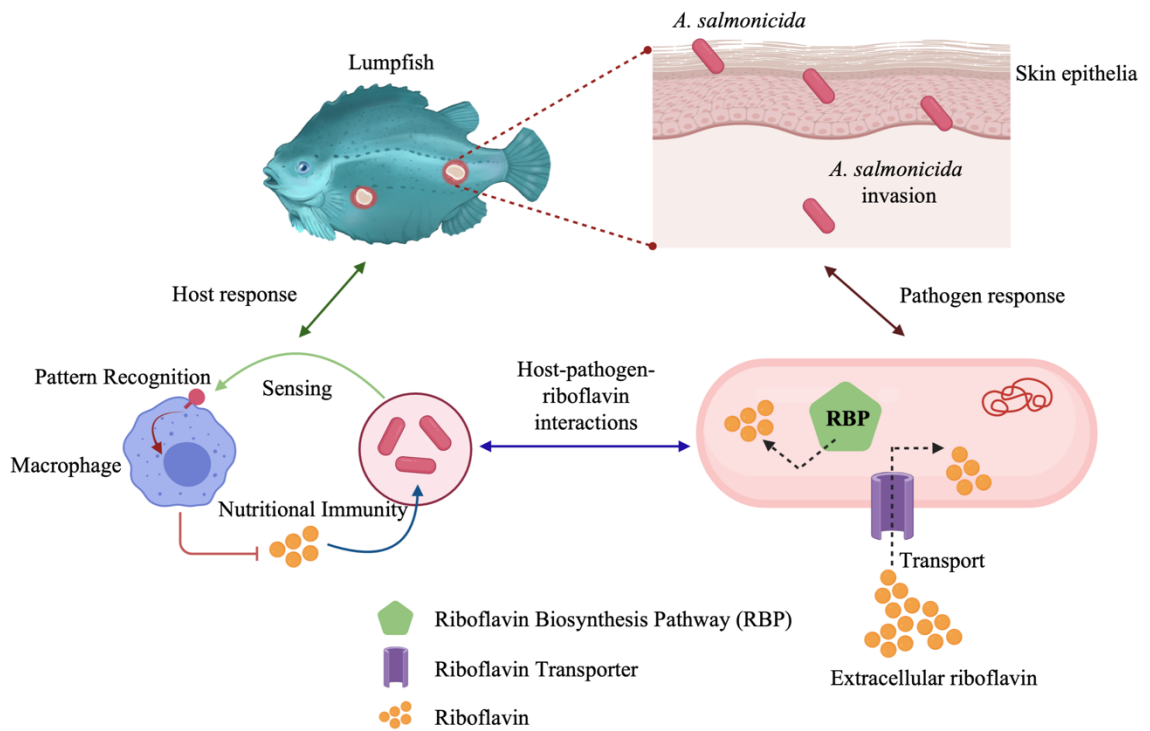 A. salmonicida
Lumpfish
Skin epithelia
A. salmonicida
invasion
Host response
Pathogen response
Pattern Recognition
Sensing
Host-pathogen-
riboflavin
interactions
RBP
Macrophage
Nutritional Immunity
Transport
Riboflavin Biosynthesis Pathway (RBP)
Riboflavin Transporter
Extracellular riboflavin
Riboflavin